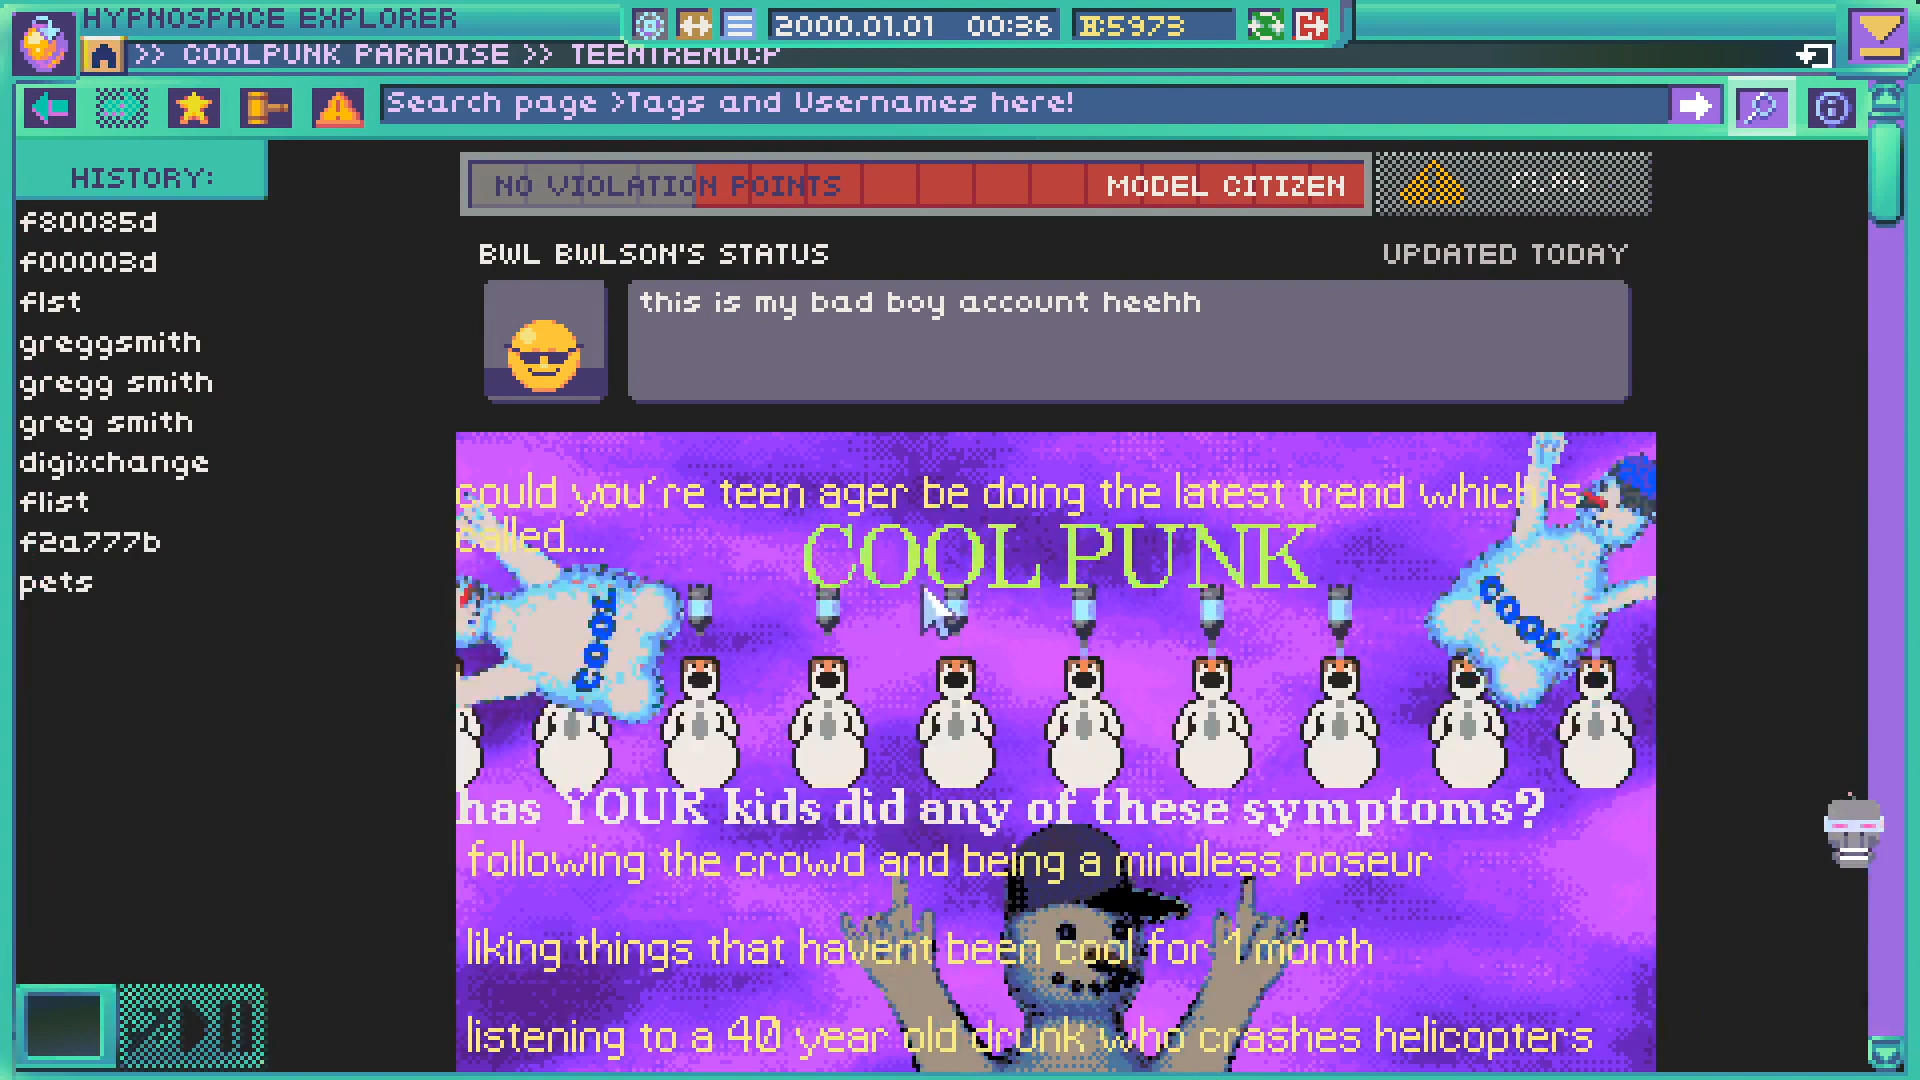 HYPNOSPACE EXPLORER
2000.01.01 00:36
5973
>> COOLPUNK PARADISE >> TEENTRENDCP
Search page >Tags and Usernames here!
HISTORY:
f80085d
f00003d
flst
greggsmith
gregg smith
greg smith
digixchange
flist
f2a777b
pets
NO VIOLATION POINTS
MODEL CITIZEN
BWL BWLSON'S STATUS
UPDATED TODAY
this is my bad boy account heehh
could you're teen ager be doing the latest trend which is
called.....
COOL PUNK
COOL
COOL
has YOUR kids did any of these symptoms?
following the crowd and being a mindless poseur
liking things that havent been cool for 1 month
listening to a 40 year old drunk who crashes helicopters